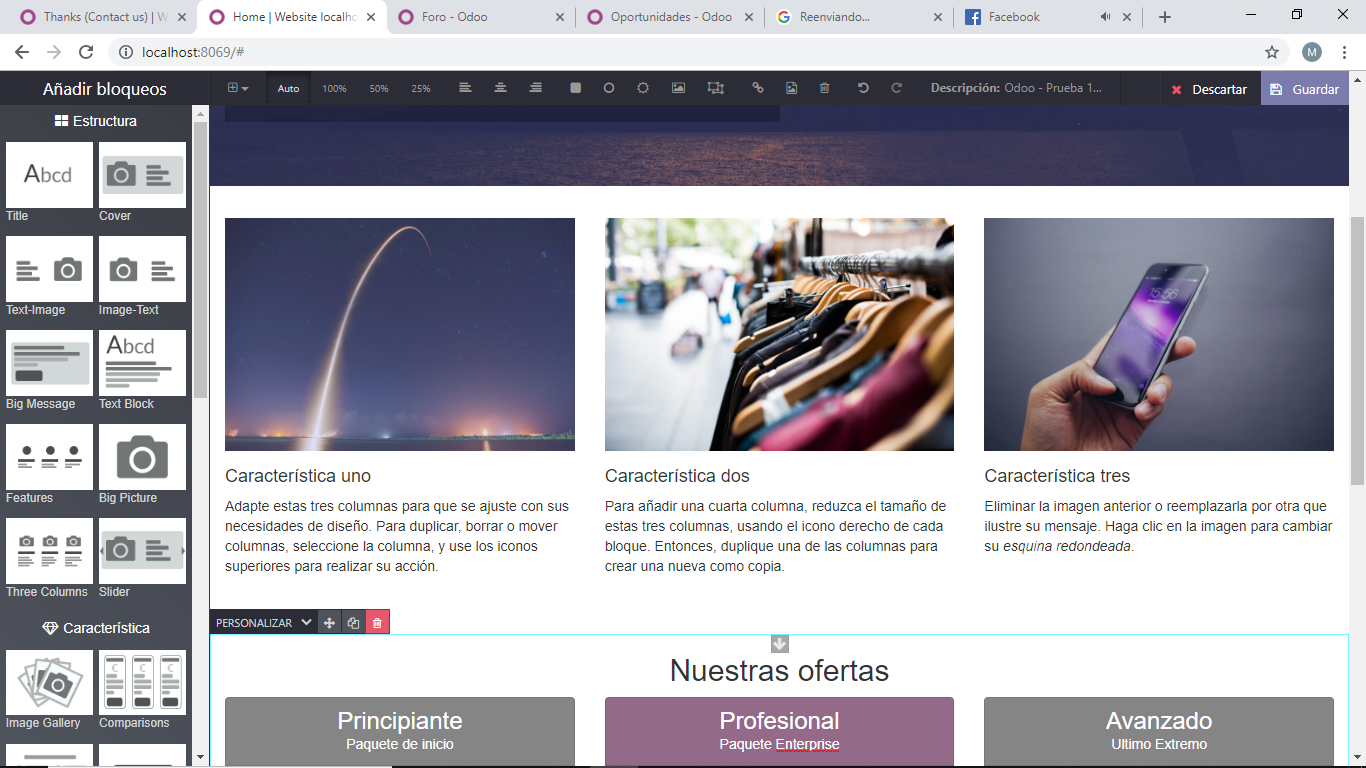 Thanks (Contact us) | W
Home | Website localho
Foro - Odoo
Oportunidades - Odoo
Reenviando...
Facebook
localhost:8069/#
M
Añadir bloqueos
Auto
100%
50%
25%
Descripción: Odoo - Prueba 1...
Descartar
Guardar
Estructura
Abcd
Title
Cover
Text-Image
Image-Text
Abcd
Big Message
Text Block
Features
Big Picture
Three Columns
Slider
Característica
C C C
Image Gallery
Comparisons
15:56
Característica uno
Adapte estas tres columnas para que se ajuste con sus
necesidades de diseño. Para duplicar, borrar o mover
columnas, seleccione la columna, y use los iconos
superiores para realizar su acción.
Característica dos
Para añadir una cuarta columna, reduzca el tamaño de
estas tres columnas, usando el icono derecho de cada
bloque. Entonces, duplique una de las columnas para
crear una nueva como copia.
Característica tres
Eliminar la imagen anterior o reemplazarla por otra que
ilustre su mensaje. Haga clic en la imagen para cambiar
su esquina redondeada.
PERSONALIZAR
Nuestras ofertas
Principiante
Paquete de inicio
Profesional
Paquete Enterprise
Avanzado
Ultimo Extremo